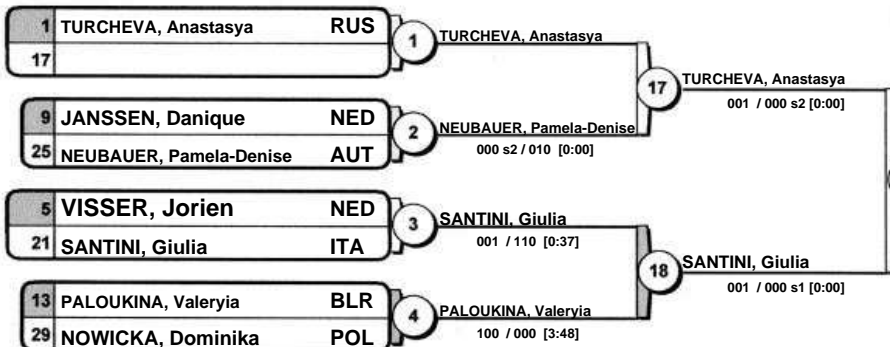 1 TURCHEVA, Anastasya RUS
17
1 TURCHEVA, Anastasya
9 JANSSEN, Danique NED
25 NEUBAUER, Pamela-Denise AUT
2 NEUBAUER, Pamela-Denise
000 s2 / 010 [0:00]
17 TURCHEVA, Anastasya
001 / 000 s2 [0:00]
5 VISSER, Jorien NED
21 SANTINI, Giulia ITA
3 SANTINI, Giulia
001 / 110 [0:37]
13 PALOUKINA, Valeryia BLR
29 NOWICKA, Dominika POL
4 PALOUKINA, Valeryia
100 / 000 [3:48]
18 SANTINI, Giulia
001 / 000 s1 [0:00]